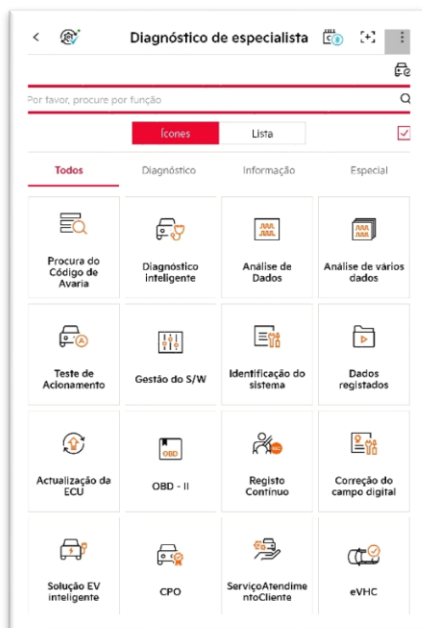 Diagnóstico de especialista
Por favor, procure por função
Ícones Lista
Todos Diagnóstico Informação Especial
Procura do
Código de
Avaria
Diagnóstico
inteligente
Análise de
Dados
Análise de vários
dados
Teste de
Acionamento
Gestão do S/W
Identificação do
sistema
Dados
registados
Actualização da
ECU
OBD
OBD - II
Registo
Contínuo
Correção do
campo digital
Solução EV
inteligente
CPO
ServiçoAtendime
ntoCliente
eVHC